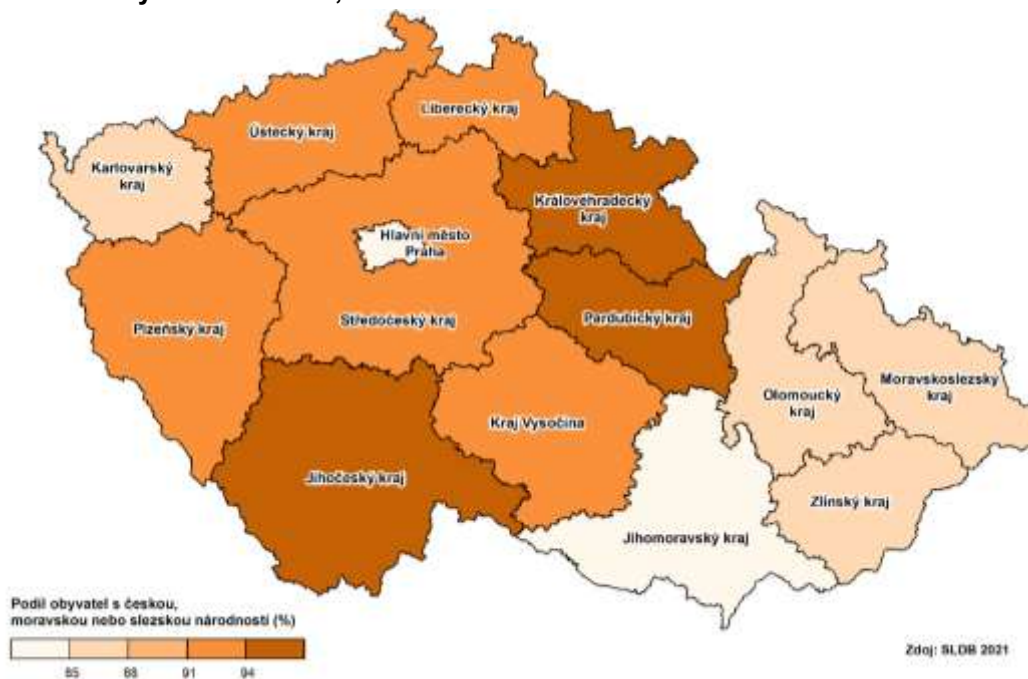 Liberecký kraj
Ústecký kraj
Karlovarský
kraj
Královéhradecký
kraj
Hlavní město
Praha
Plzeňský kraj
Středočeský kraj
Pardubický kraj
Moravskoslezský
kraj
Olomoucký
kraj
Kraj Vysočina
Jihočeský kraj
Zlínský kraj
Jihomoravský kraj
Podíl obyvatel s českou,
moravskou nebo slezskou národností (%)
85 88 91 94
Zdoj: SLDB 2021